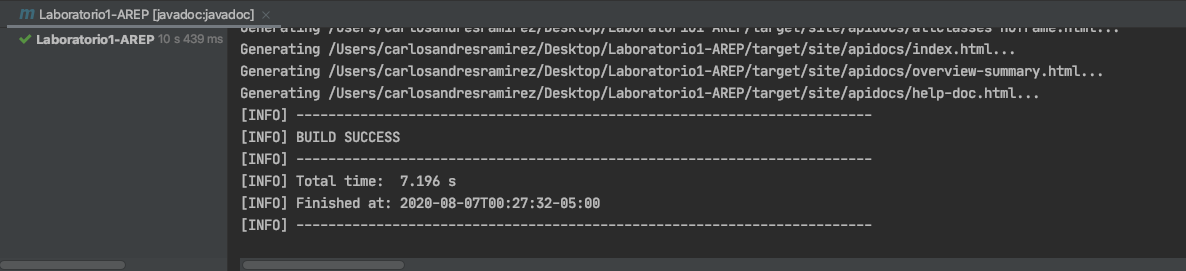 Laboratorio1-AREP [javadoc:javadoc]
Laboratorio1-AREP 10 s 439 ms
Generating /Users/carlosandresramirez/Desktop/Laboratorio1-AREP/target/site/apidocs/allclasses-noframe.html...
Generating /Users/carlosandresramirez/Desktop/Laboratorio1-AREP/target/site/apidocs/index.html...
Generating /Users/carlosandresramirez/Desktop/Laboratorio1-AREP/target/site/apidocs/overview-summary.html...
Generating /Users/carlosandresramirez/Desktop/Laboratorio1-AREP/target/site/apidocs/help-doc.html...
[INFO] ------------------------------------------------------------------------
[INFO] BUILD SUCCESS
[INFO] ------------------------------------------------------------------------
[INFO] Total time:  7.196 s
[INFO] Finished at: 2020-08-07T00:27:32-05:00
[INFO] ------------------------------------------------------------------------